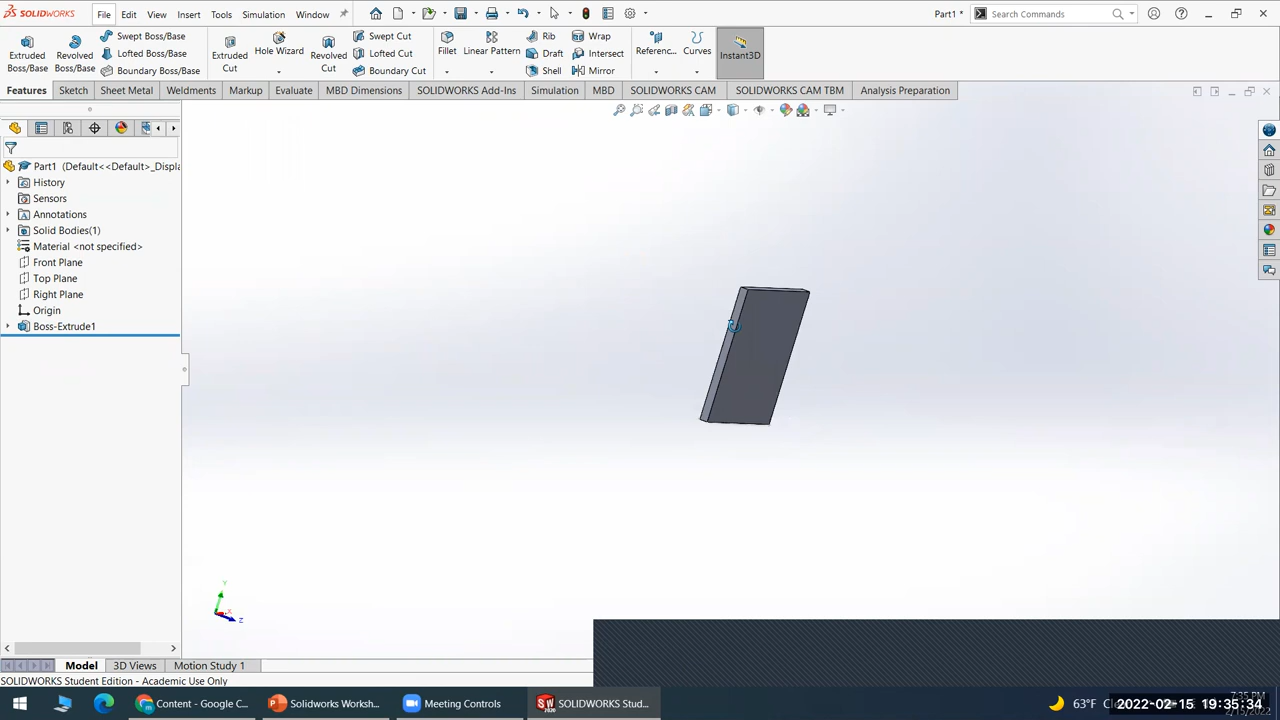 SOLIDWORKS File Edit View Insert Tools Simulation Window Part1 * Search Commands
Extruded Boss/Base
Revolved Boss/Base
Swept Boss/Base
Lofted Boss/Base
Boundary Boss/Base
Extruded Cut
Hole Wizard
Revolved Cut
Swept Cut
Lofted Cut
Boundary Cut
Fillet
Linear Pattern
Rib
Draft
Shell
Wrap
Intersect
Mirror
Referenc...
Curves
Instant3D
Features Sketch Sheet Metal Weldments Markup Evaluate MBD Dimensions SOLIDWORKS Add-Ins Simulation MBD SOLIDWORKS CAM SOLIDWORKS CAM TBM Analysis Preparation
Part1 (Default<<Default>_Displa
History
Sensors
Annotations
Solid Bodies(1)
Material <not specified>
Front Plane
Top Plane
Right Plane
Origin
Boss-Extrude1
Y
X
Z
Model 3D Views Motion Study 1
SOLIDWORKS Student Edition - Academic Use Only
Content - Google C... Solidworks Worksh... Meeting Controls SOLIDWORKS Stud... 63°F
7:35 PM
2022-02-15 19:35:34